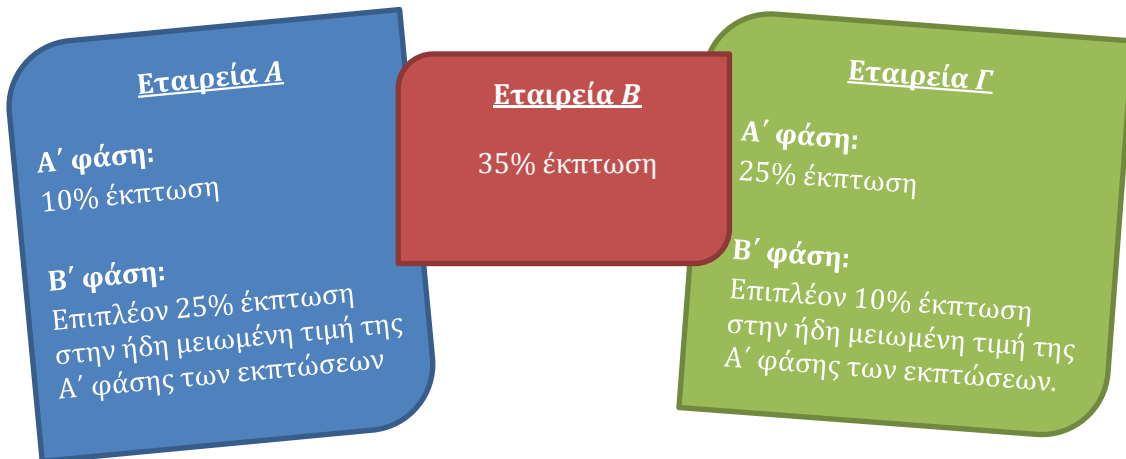 Εταιρεία Α
Α΄ φάση:
10% έκπτωση
Β΄ φάση:
Επιπλέον 25% έκπτωση
στην ήδη μειωμένη τιμή της
Α΄ φάσης των εκπτώσεων
Εταιρεία Β
35% έκπτωση
Εταιρεία Γ
Α΄ φάση:
25% έκπτωση
Β΄ φάση:
Επιπλέον 10% έκπτωση
στην ήδη μειωμένη τιμή της
Α΄ φάσης των εκπτώσεων.